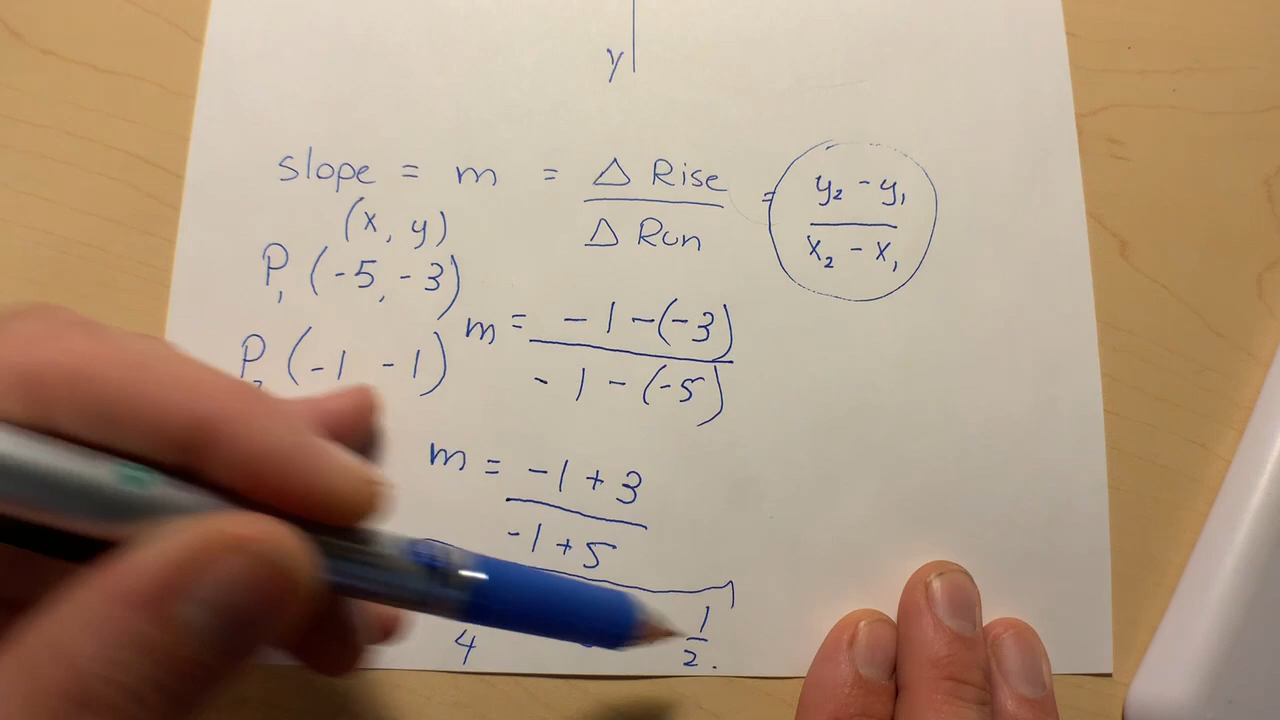 y
slope = m = Δ Rise / Δ Run = y₂ - y₁ / x₂ - x₁
(x, y)
P₁ (-5, -3)
m = -1 -(-3) / -1 - (-5)
P₂ (-1 -1)
m = -1 + 3 / -1 + 5
4 1/2.